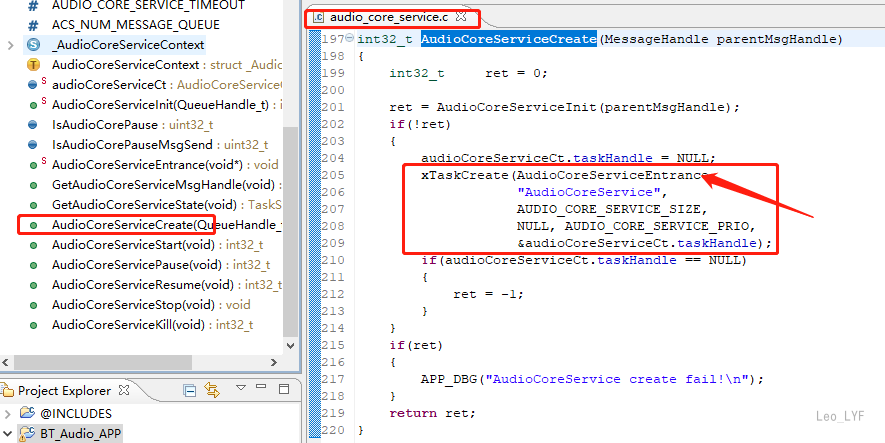 AUDIO_CORE_SERVICE_TIMEOUT
ACS_NUM_MESSAGE_QUEUE
_AudioCoreServiceContext
AudioCoreServiceContext : struct _Audio
audioCoreServiceCt : AudioCoreService
AudioCoreServiceInit(QueueHandle_t) : i
IsAudioCorePause : uint32_t
IsAudioCorePauseMsgSend : uint32_t
AudioCoreServiceEntrance(void*) : void
GetAudioCoreServiceMsgHandle(void) :
GetAudioCoreServiceState(void) : TaskS
AudioCoreServiceCreate(QueueHandle_t
AudioCoreServiceStart(void) : int32_t
AudioCoreServicePause(void) : int32_t
AudioCoreServiceResume(void) : int32_t
AudioCoreServiceStop(void) : void
AudioCoreServiceKill(void) : int32_t
Project Explorer
@INCLUDES
BT_Audio_APP
audio_core_service.c
197 int32_t AudioCoreServiceCreate(MessageHandle parentMsgHandle)
198 {
199 int32_t ret = 0;
200
201 ret = AudioCoreServiceInit(parentMsgHandle);
202 if(!ret)
203 {
204 audioCoreServiceCt.taskHandle = NULL;
205 xTaskCreate(AudioCoreServiceEntrance
206 "AudioCoreService",
207 AUDIO_CORE_SERVICE_SIZE,
208 NULL, AUDIO_CORE_SERVICE_PRIO,
209 &audioCoreServiceCt.taskHandle);
210 if(audioCoreServiceCt.taskHandle == NULL)
211 {
212 ret = -1;
213 }
214 }
215 if(ret)
216 {
217 APP_DBG("AudioCoreService create fail!\n");
218 }
219 return ret;
220 }
Leo_LYF